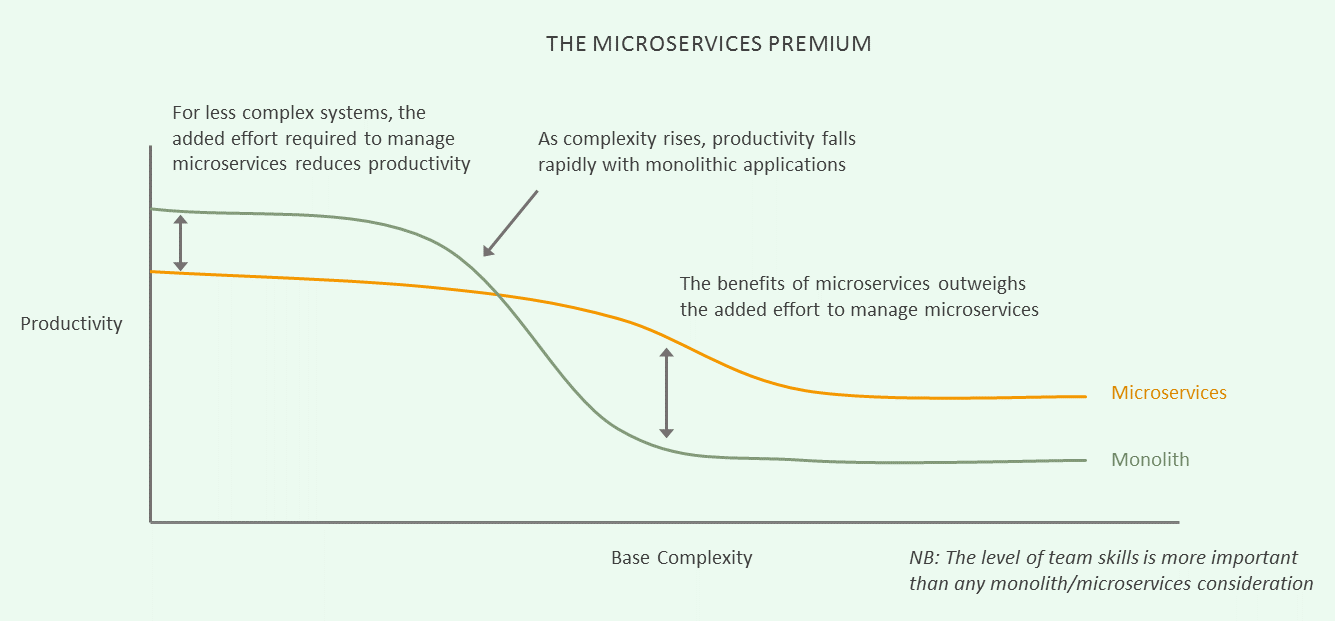 THE MICROSERVICES PREMIUM
For less complex systems, the
added effort required to manage
microservices reduces productivity
As complexity rises, productivity falls
rapidly with monolithic applications
The benefits of microservices outweighs
the added effort to manage microservices
Productivity
Microservices
Monolith
Base Complexity
NB: The level of team skills is more important
than any monolith/microservices consideration